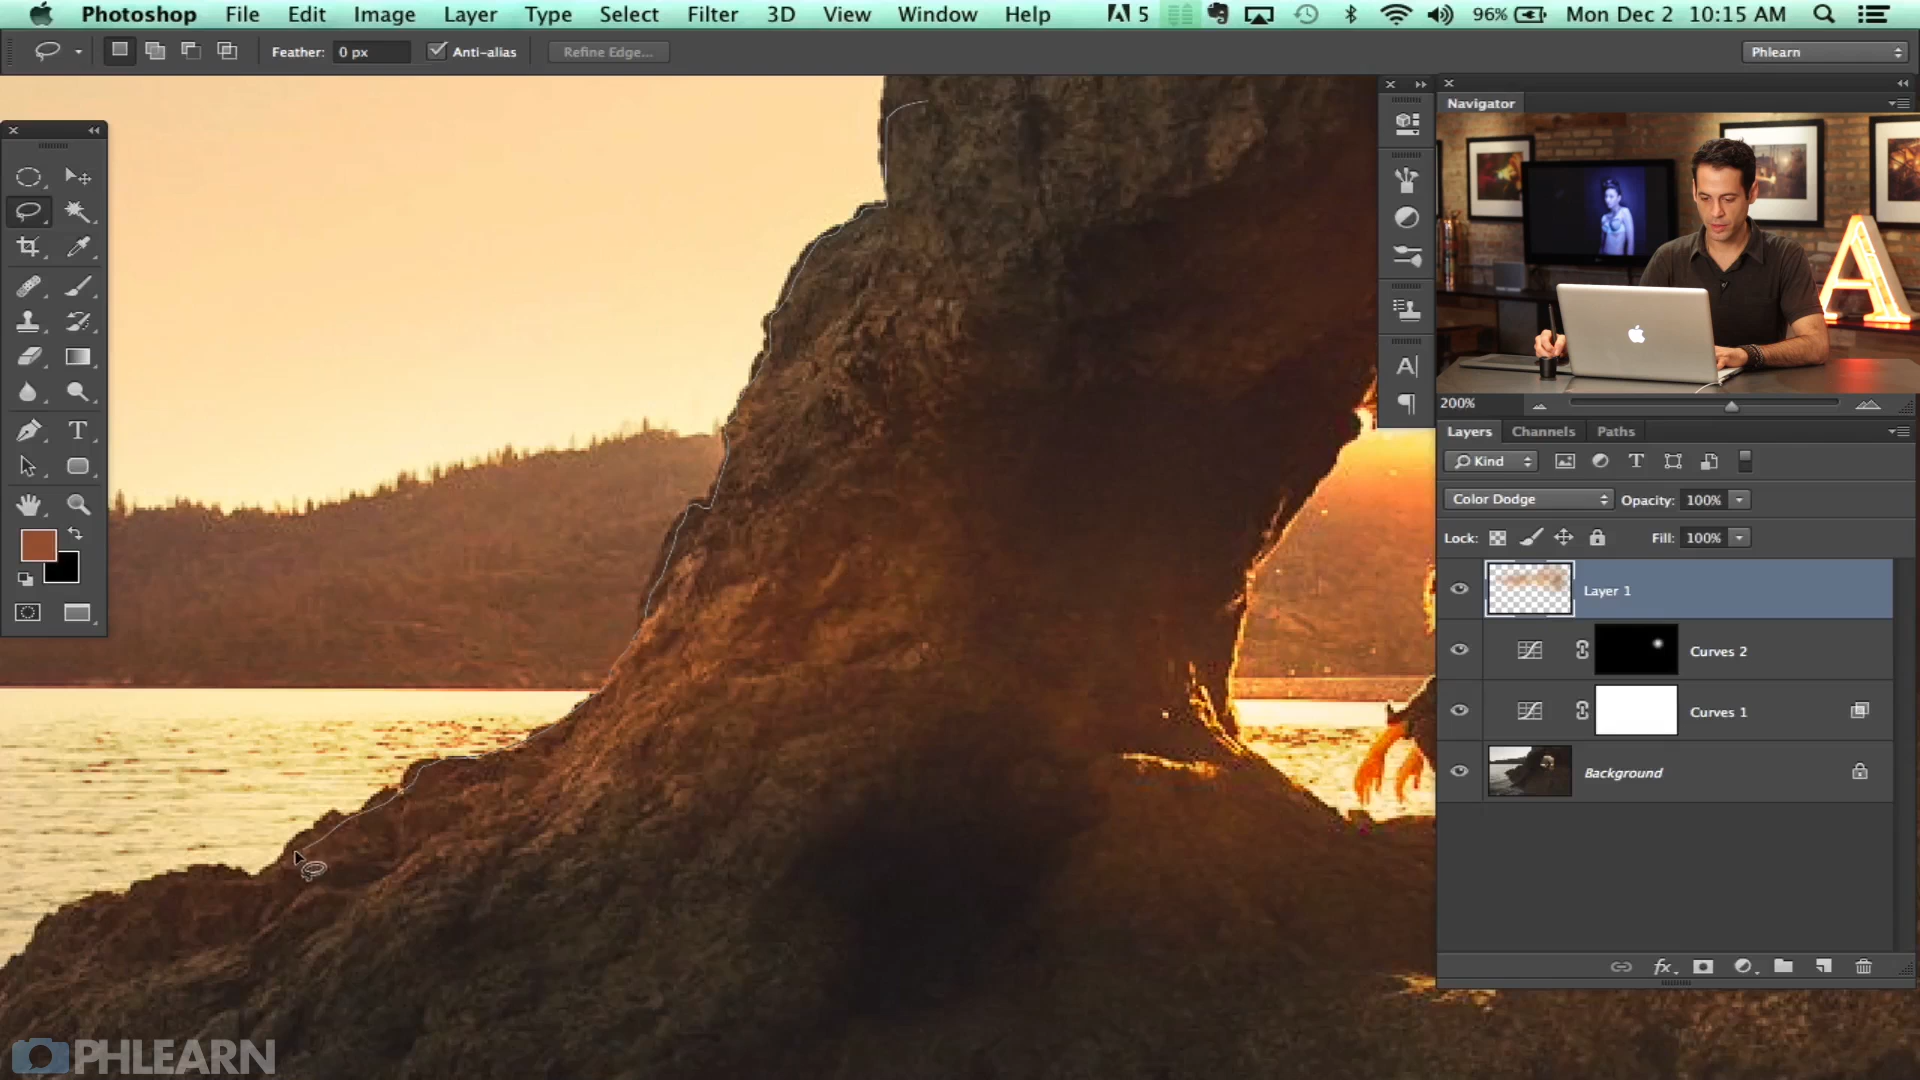 Photoshop File Edit Image Layer Type Select Filter 3D View Window Help 5 96% Mon Dec 2 10:15 AM
Feather: 0 px Anti-alias Refine Edge... Phlearn
Navigator
A
200%
Layers Channels Paths
Kind
Color Dodge Opacity: 100%
Lock: Fill: 100%
Layer 1
Curves 2
Curves 1
Background
fx
PHLEARN